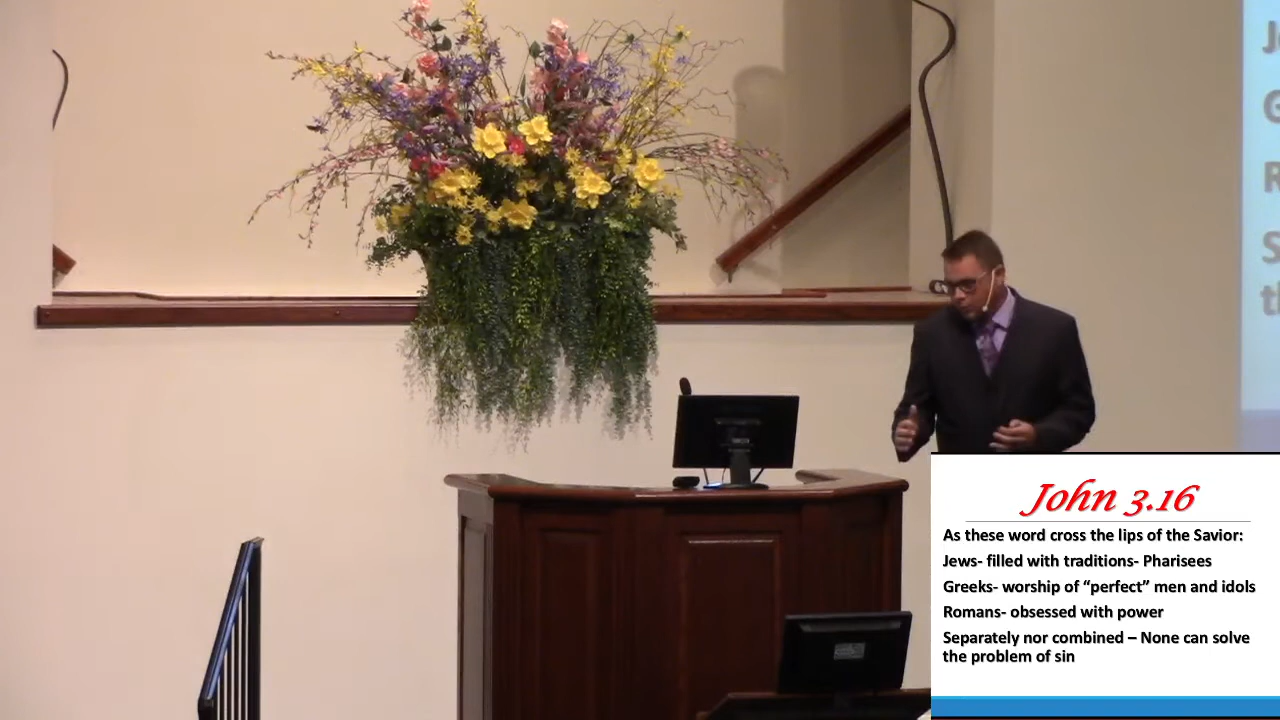 John 3.16
As these word cross the lips of the Savior:
Jews- filled with traditions- Pharisees
Greeks- worship of “perfect” men and idols
Romans- obsessed with power
Separately nor combined – None can solve
the problem of sin